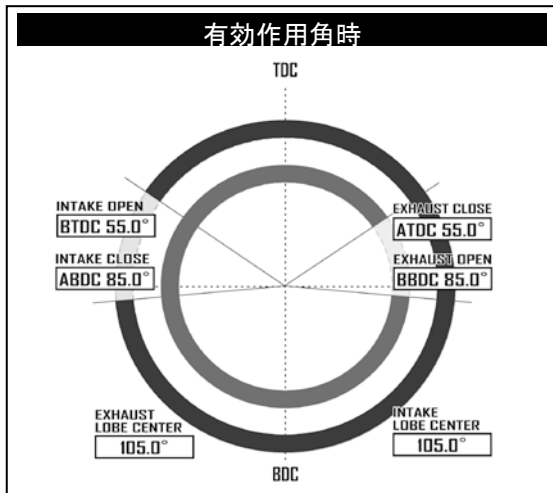 有効作用角時
TDC
INTAKE OPEN
BTDC 55.0°
EXHAUST CLOSE
ATDC 55.0°
INTAKE CLOSE
ABDC 85.0°
EXHAUST OPEN
BBDC 85.0°
EXHAUST
LOBE CENTER
105.0°
INTAKE
LOBE CENTER
105.0°
BDC